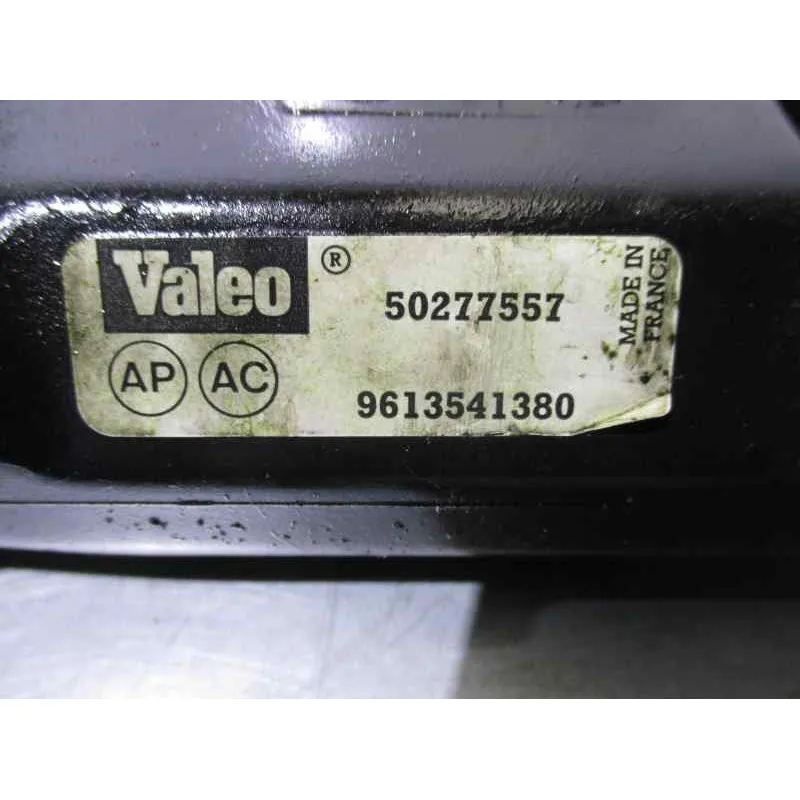 Valeo ®
50277557
MADE IN
FRANCE
AP AC
9613541380